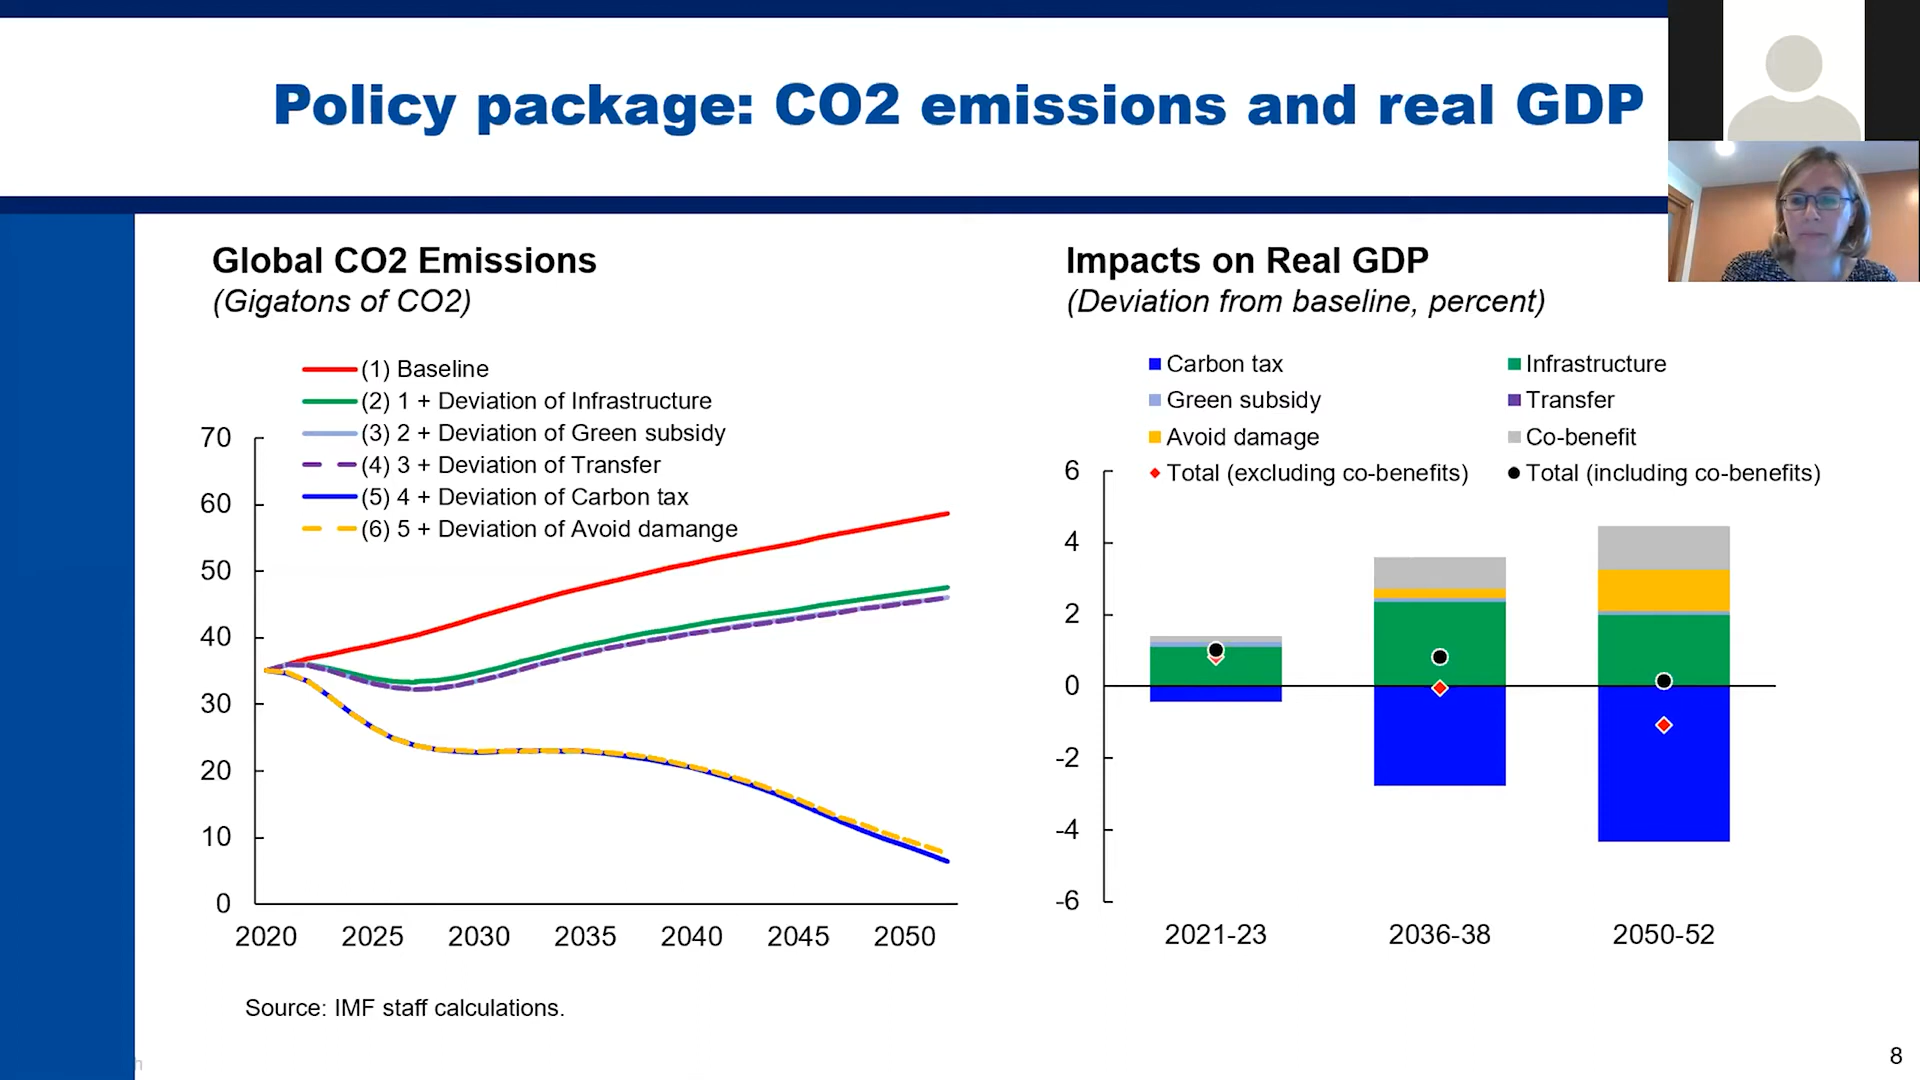 Policy package: CO2 emissions and real GDP
Global CO2 Emissions
(Gigatons of CO2)
(1) Baseline
(2) 1 + Deviation of Infrastructure
(3) 2 + Deviation of Green subsidy
(4) 3 + Deviation of Transfer
(5) 4 + Deviation of Carbon tax
(6) 5 + Deviation of Avoid damange
70
60
50
40
30
20
10
0
2020 2025 2030 2035 2040 2045 2050
Impacts on Real GDP
(Deviation from baseline, percent)
Carbon tax Infrastructure
Green subsidy Transfer
Avoid damage Co-benefit
Total (excluding co-benefits) Total (including co-benefits)
6
4
2
0
-2
-4
-6
2021-23 2036-38 2050-52
Source: IMF staff calculations.
h
8